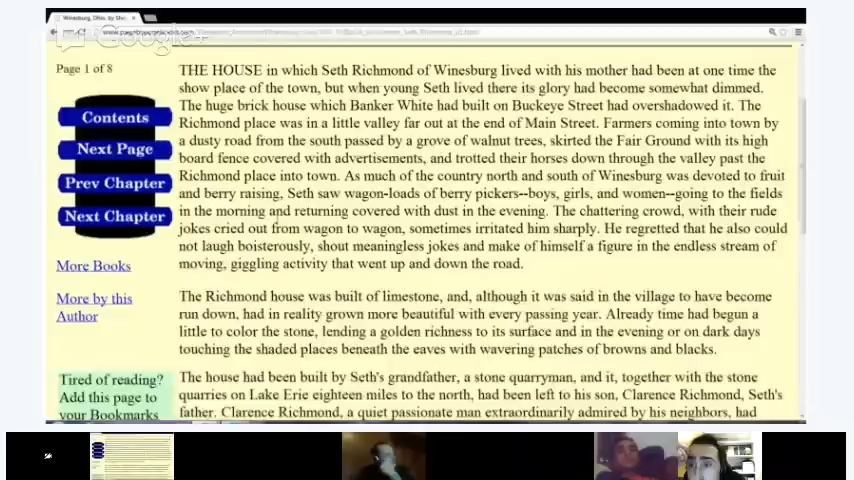 Winesburg, Ohio, by She
Google+
Page 1 of 8
Contents
Next Page
Prev Chapter
Next Chapter
More Books
More by this
Author
Tired of reading?
Add this page to
your Bookmarks
THE HOUSE in which Seth Richmond of Winesburg lived with his mother had been at one time the
show place of the town, but when young Seth lived there its glory had become somewhat dimmed.
The huge brick house which Banker White had built on Buckeye Street had overshadowed it. The
Richmond place was in a little valley far out at the end of Main Street. Farmers coming into town by
a dusty road from the south passed by a grove of walnut trees, skirted the Fair Ground with its high
board fence covered with advertisements, and trotted their horses down through the valley past the
Richmond place into town. As much of the country north and south of Winesburg was devoted to fruit
and berry raising, Seth saw wagon-loads of berry pickers--boys, girls, and women--going to the fields
in the morning and returning covered with dust in the evening. The chattering crowd, with their rude
jokes cried out from wagon to wagon, sometimes irritated him sharply. He regretted that he also could
not laugh boisterously, shout meaningless jokes and make of himself a figure in the endless stream of
moving, giggling activity that went up and down the road.
The Richmond house was built of limestone, and, although it was said in the village to have become
run down, had in reality grown more beautiful with every passing year. Already time had begun a
little to color the stone, lending a golden richness to its surface and in the evening or on dark days
touching the shaded places beneath the eaves with wavering patches of browns and blacks.
The house had been built by Seth's grandfather, a stone quarryman, and it, together with the stone
quarries on Lake Erie eighteen miles to the north, had been left to his son, Clarence Richmond, Seth's
father. Clarence Richmond, a quiet passionate man extraordinarily admired by his neighbors, had